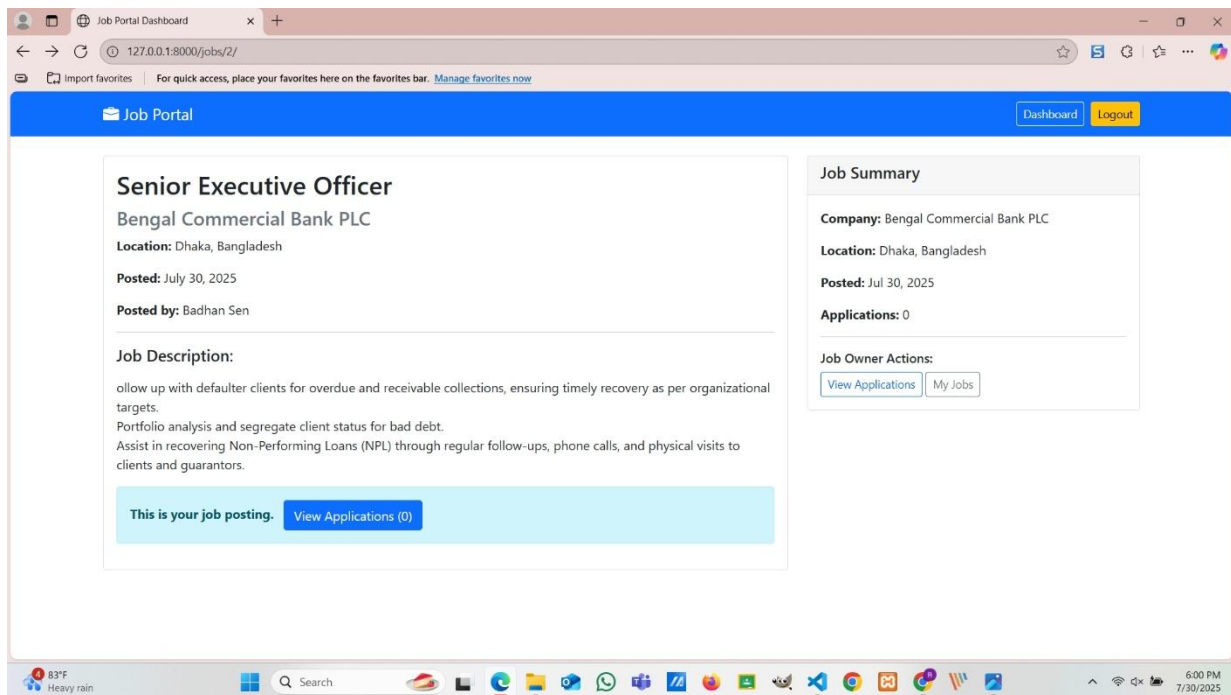 Job Portal Dashboard
127.0.0.1:8000/jobs/2/
Import favorites
For quick access, place your favorites here on the favorites bar. Manage favorites now
Job Portal
Dashboard
Logout
Senior Executive Officer
Bengal Commercial Bank PLC
Location: Dhaka, Bangladesh
Posted: July 30, 2025
Posted by: Badhan Sen
Job Description:
ollow up with defaulter clients for overdue and receivable collections, ensuring timely recovery as per organizational
targets.
Portfolio analysis and segregate client status for bad debt.
Assist in recovering Non-Performing Loans (NPL) through regular follow-ups, phone calls, and physical visits to
clients and guarantors.
This is your job posting. View Applications (0)
Job Summary
Company: Bengal Commercial Bank PLC
Location: Dhaka, Bangladesh
Posted: Jul 30, 2025
Applications: 0
Job Owner Actions:
View Applications My Jobs
4
83°F
Heavy rain
Search
6:00 PM
7/30/2025